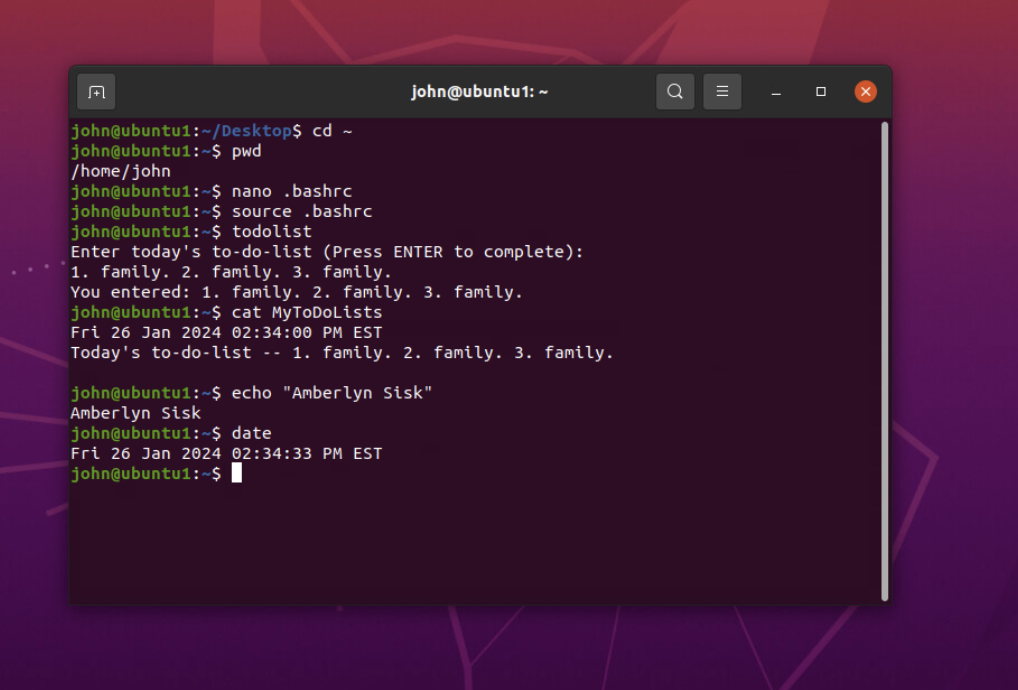 john@ubuntu1: ~
john@ubuntu1:~/Desktop$ cd ~
john@ubuntu1:~$ pwd
/home/john
john@ubuntu1:~$ nano .bashrc
john@ubuntu1:~$ source .bashrc
john@ubuntu1:~$ todolist
Enter today's to-do-list (Press ENTER to complete):
1. family. 2. family. 3. family.
You entered: 1. family. 2. family. 3. family.
john@ubuntu1:~$ cat MyToDoLists
Fri 26 Jan 2024 02:34:00 PM EST
Today's to-do-list -- 1. family. 2. family. 3. family.
john@ubuntu1:~$ echo "Amberlyn Sisk"
Amberlyn Sisk
john@ubuntu1:~$ date
Fri 26 Jan 2024 02:34:33 PM EST
john@ubuntu1:~$